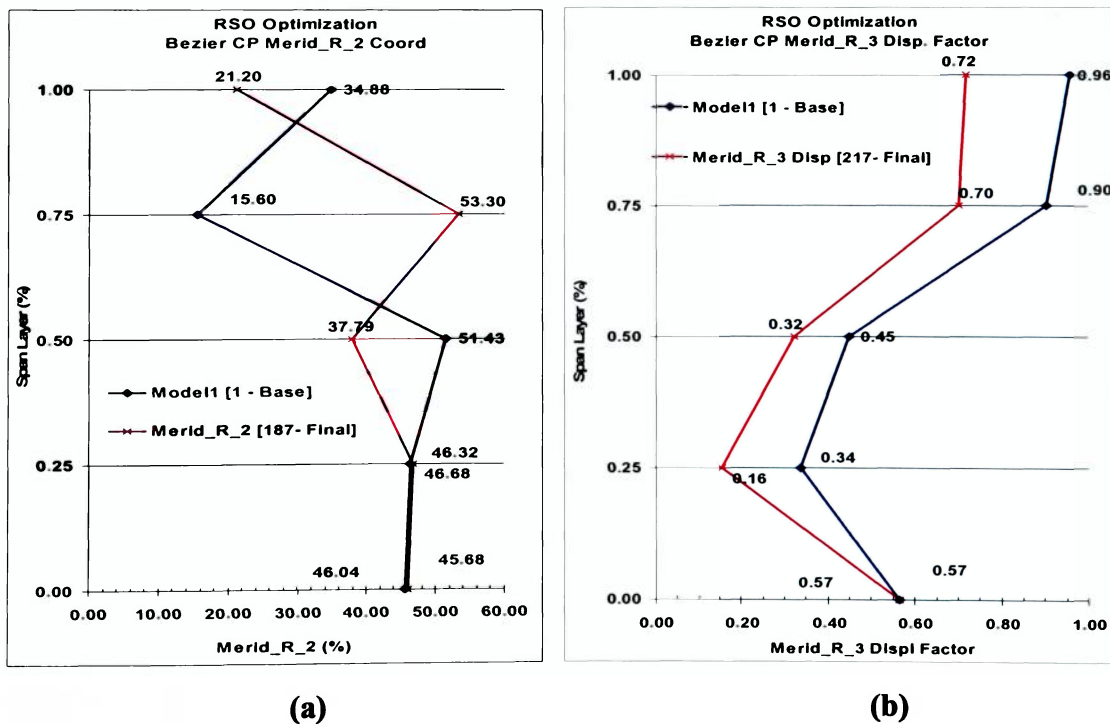 RSO Optimization
Bezier CP Merid_R_2 Coord
21.20
1.00
34.88
15.60
53.30
0.75
Span Layer (%)
37.79
0.50
51.43
Model1 [1 - Base]
Merid_R_2 [187- Final]
46.32
0.25
46.68
45.68
46.04
0.00
0.00 10.00 20.00 30.00 40.00 50.00 60.00
Merid_R_2 (%)
(a)
RSO Optimization
Bezier CP Merid_R_3 Disp. Factor
0.72
1.00
0.96
Model1 [1 - Base]
Merid_R_3 Disp [217- Final]
0.70
0.90
0.75
Span Layer (%)
0.32
0.50
0.45
0.34
0.25
0.16
0.57
0.57
0.00
0.00 0.20 0.40 0.60 0.80 1.00
Merid_R_3 Displ Factor
(b)